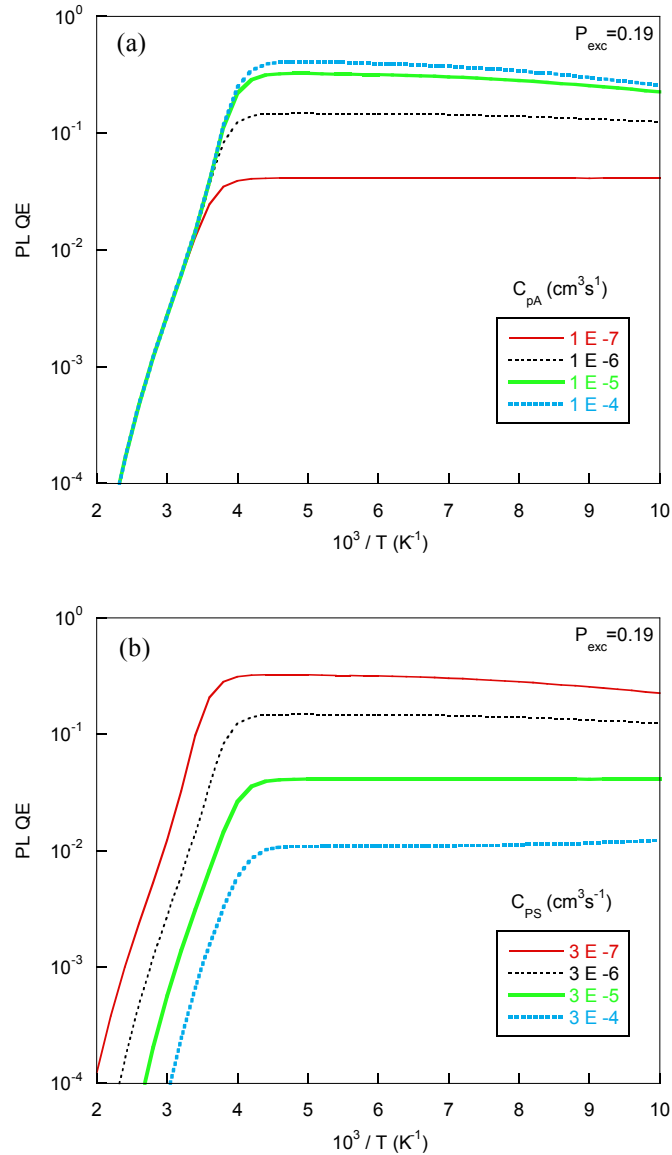 (a)
P_exc=0.19
10^0
10^-1
10^-2
10^-3
10^-4
PL QE
C_pA (cm^3s^1)
1 E -7
1 E -6
1 E -5
1 E -4
2 3 4 5 6 7 8 9 10
10^3 / T (K^-1)
(b)
P_exc=0.19
10^0
10^-1
10^-2
10^-3
10^-4
PL QE
C_PS (cm^3s^-1)
3 E -7
3 E -6
3 E -5
3 E -4
2 3 4 5 6 7 8 9 10
10^3 / T (K^-1)